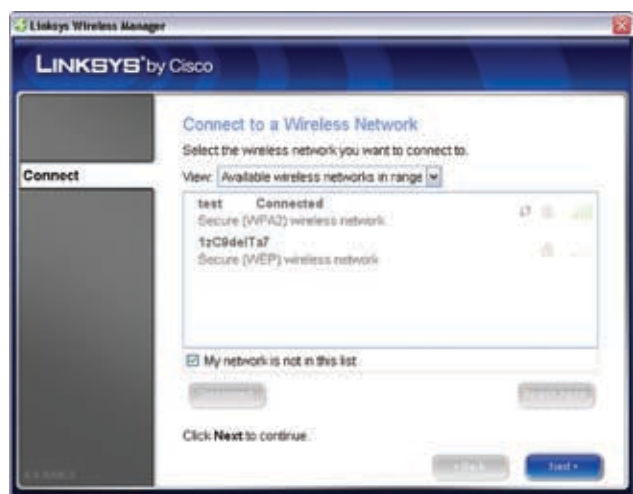 Linksys Wireless Manager
LINKSYS® by Cisco
Connect to a Wireless Network
Select the wireless network you want to connect to.
Connect
View: Available wireless networks in range
test Connected
Secure (WPA2) wireless network
Secure (WEP) wireless network
My network is not in this list
Click Next to continue.
Next